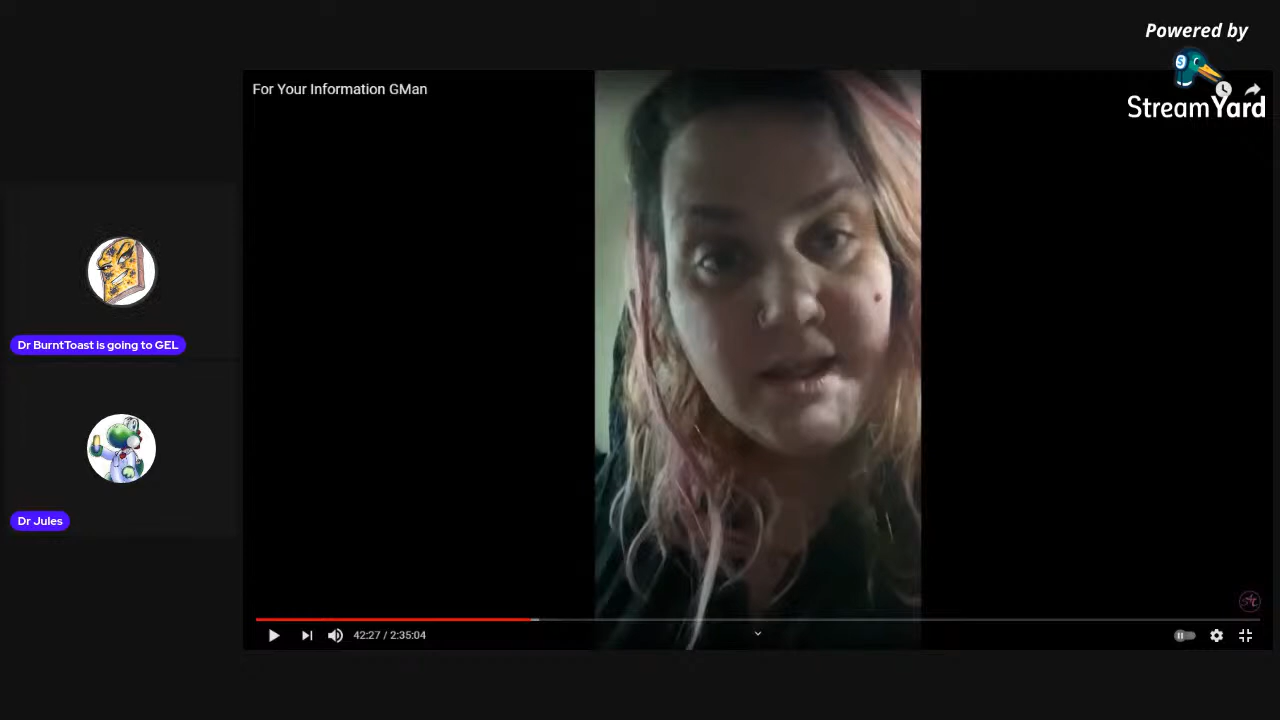 Powered by
StreamYard
For Your Information GMan
Dr BurntToast is going to GEL
Dr Jules
42:27 / 2:35:04